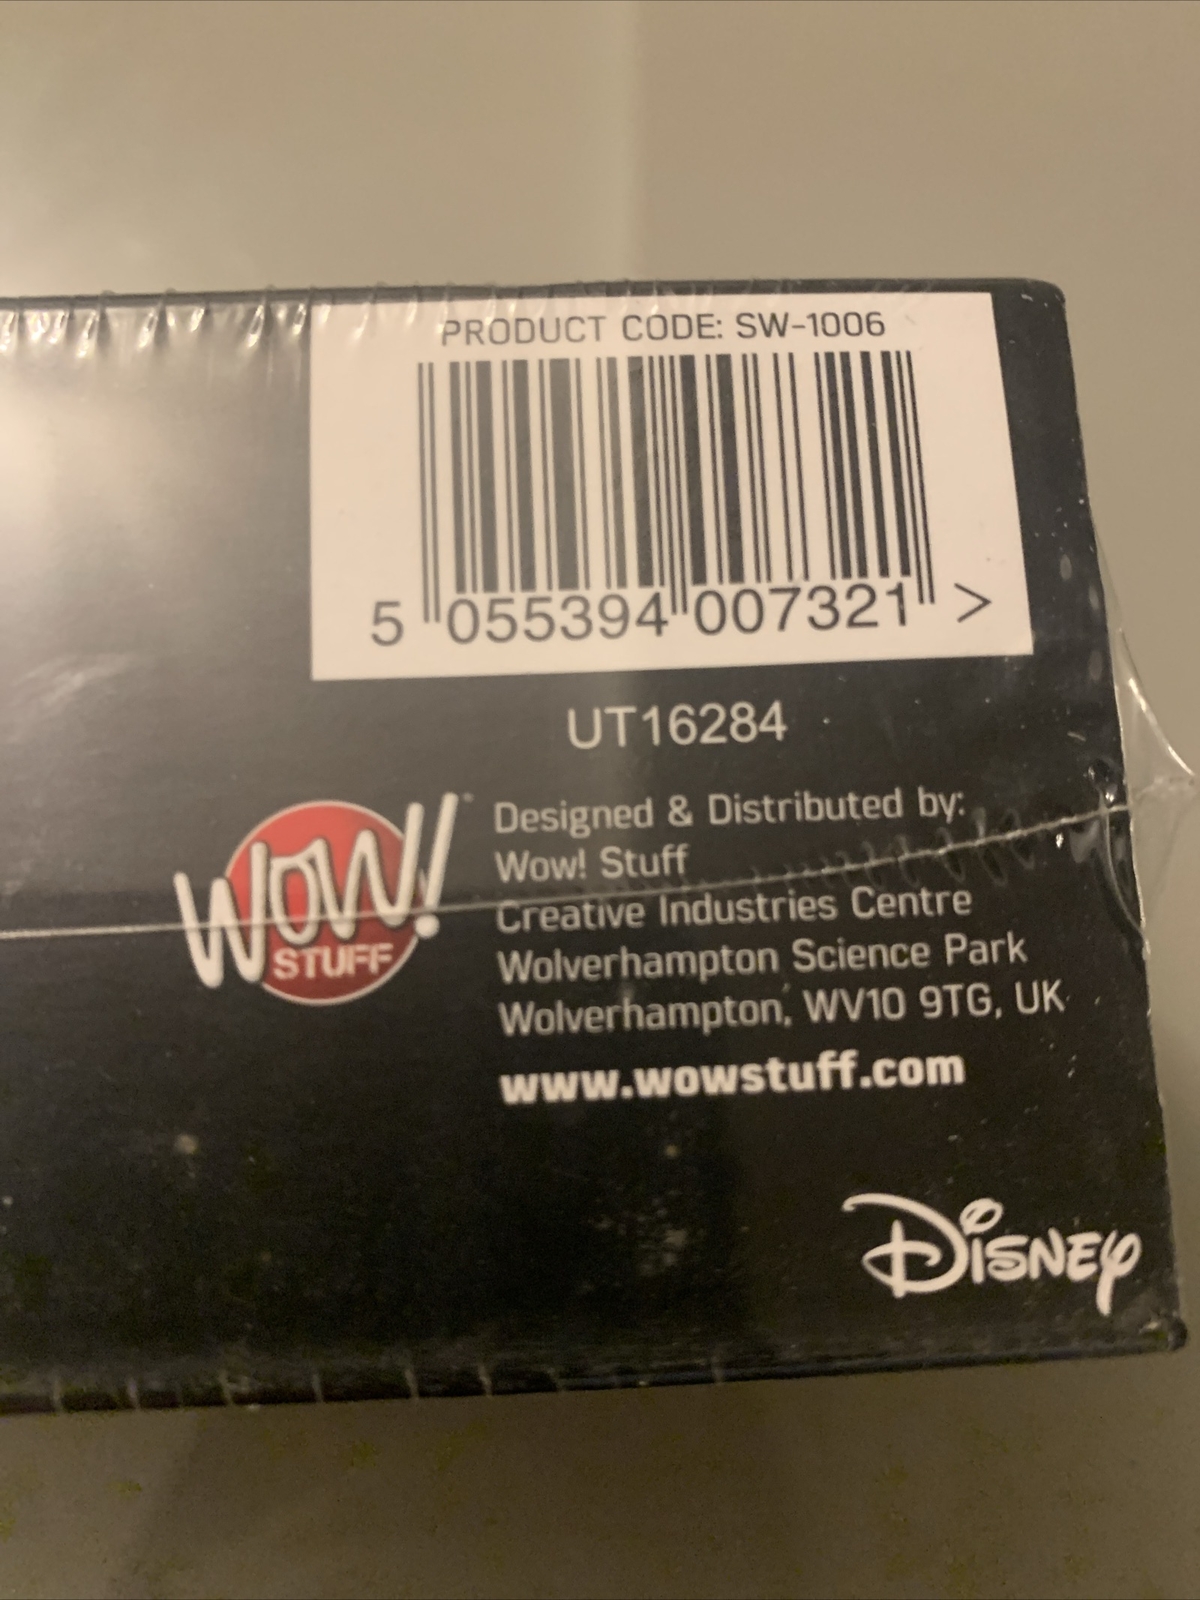 PRODUCT CODE: SW-1006
5 055394 007321 >
UT16284
WOW!
STUFF
Designed & Distributed by:
Wow! Stuff
Creative Industries Centre
Wolverhampton Science Park
Wolverhampton, WV10 9TG, UK
www.wowstuff.com
DISNEY